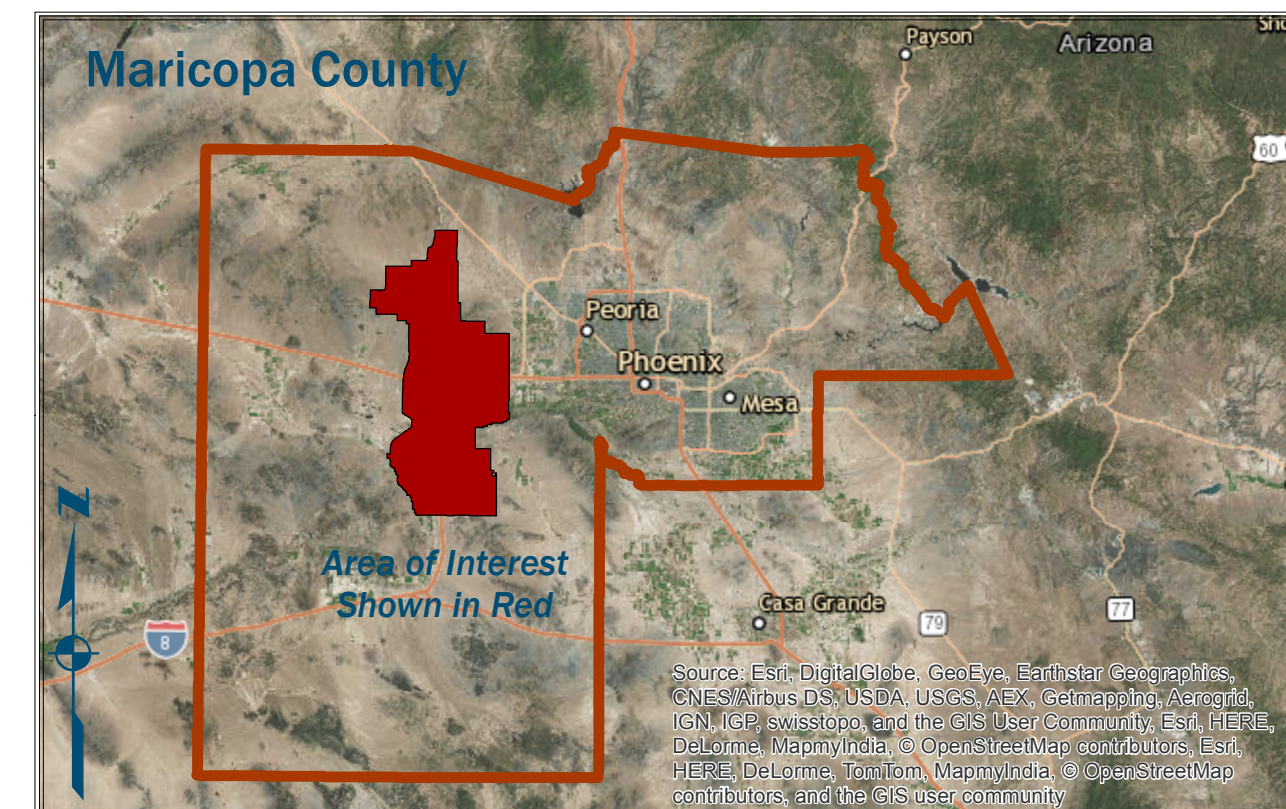 Maricopa County
Payson
Arizona
60
Peoria
Phoenix
Mesa
N
Area of Interest
Shown in Red
8
Casa Grande
79
77
Source: Esri, DigitalGlobe, GeoEye, Earthstar Geographics,
CNES/Airbus DS, USDA, USGS, AEX, Getmapping, Aerogrid,
IGN, IGP, swisstopo, and the GIS User Community, Esri, HERE,
DeLorme, MapmyIndia, © OpenStreetMap contributors, Esri,
HERE, DeLorme, TomTom, MapmyIndia, © OpenStreetMap
contributors, and the GIS user community